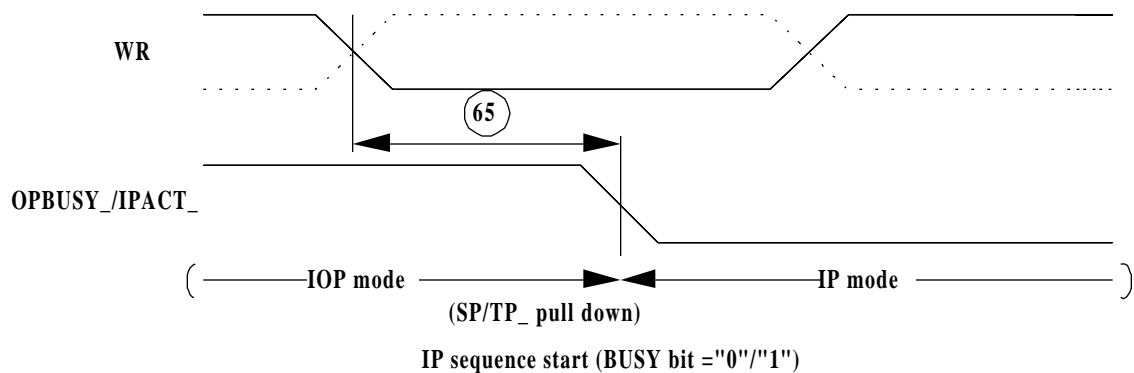 WR
65
OPBUSY_/IPACT_
( IOP mode IP mode )
(SP/TP_ pull down)
IP sequence start (BUSY bit ="0"/"1")